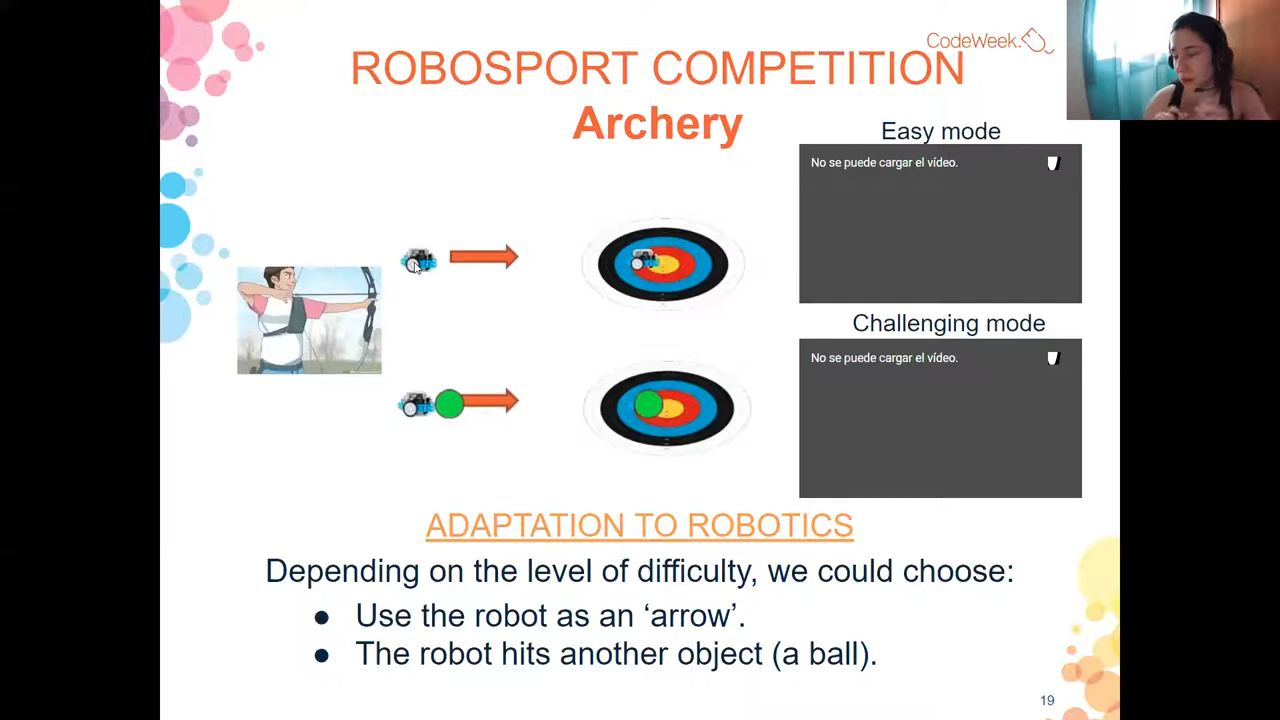 CodeWeek.
ROBOSPORT COMPETITION
Archery
Easy mode
No se puede cargar el vídeo.
Challenging mode
No se puede cargar el vídeo.
ADAPTATION TO ROBOTICS
Depending on the level of difficulty, we could choose:
● Use the robot as an ‘arrow’.
● The robot hits another object (a ball).
19